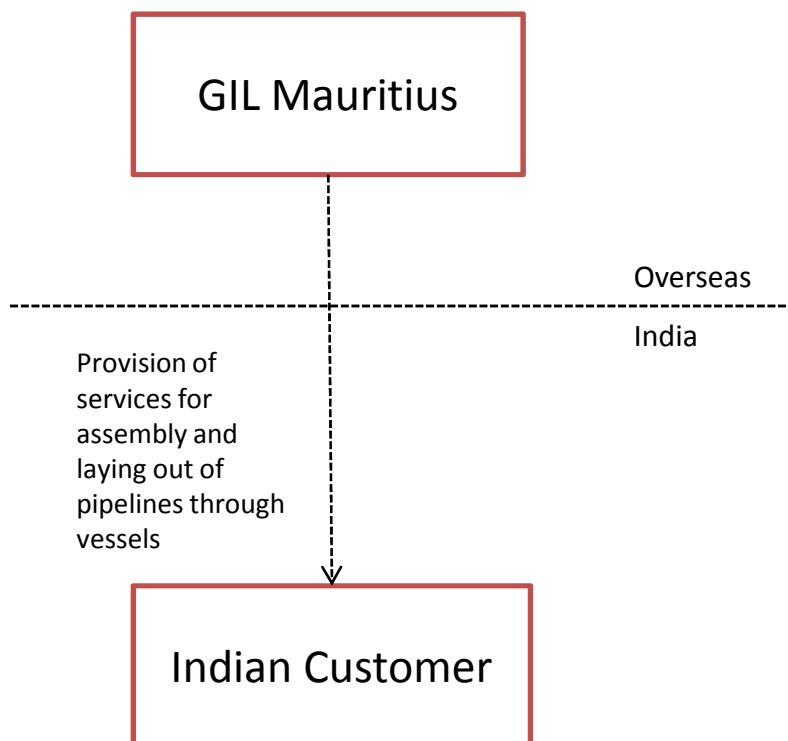 GIL Mauritius
Overseas
India
Provision of
services for
assembly and
laying out of
pipelines through
vessels
Indian Customer